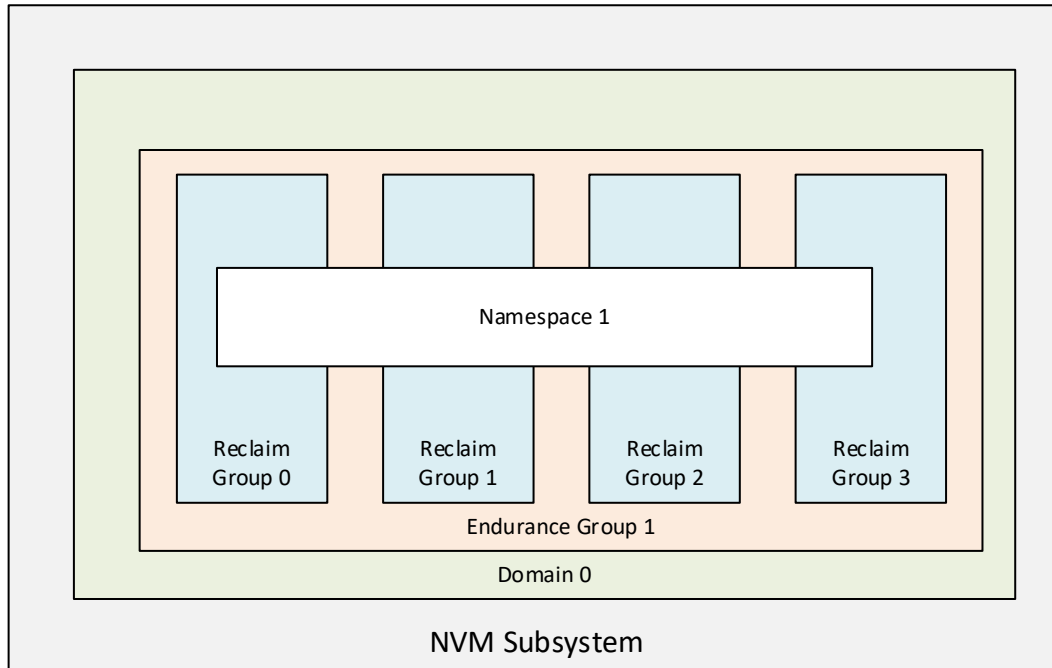 Namespace 1
Reclaim Reclaim Reclaim Reclaim
Group 0 Group 1 Group 2 Group 3
Endurance Group 1
Domain 0
NVM Subsystem